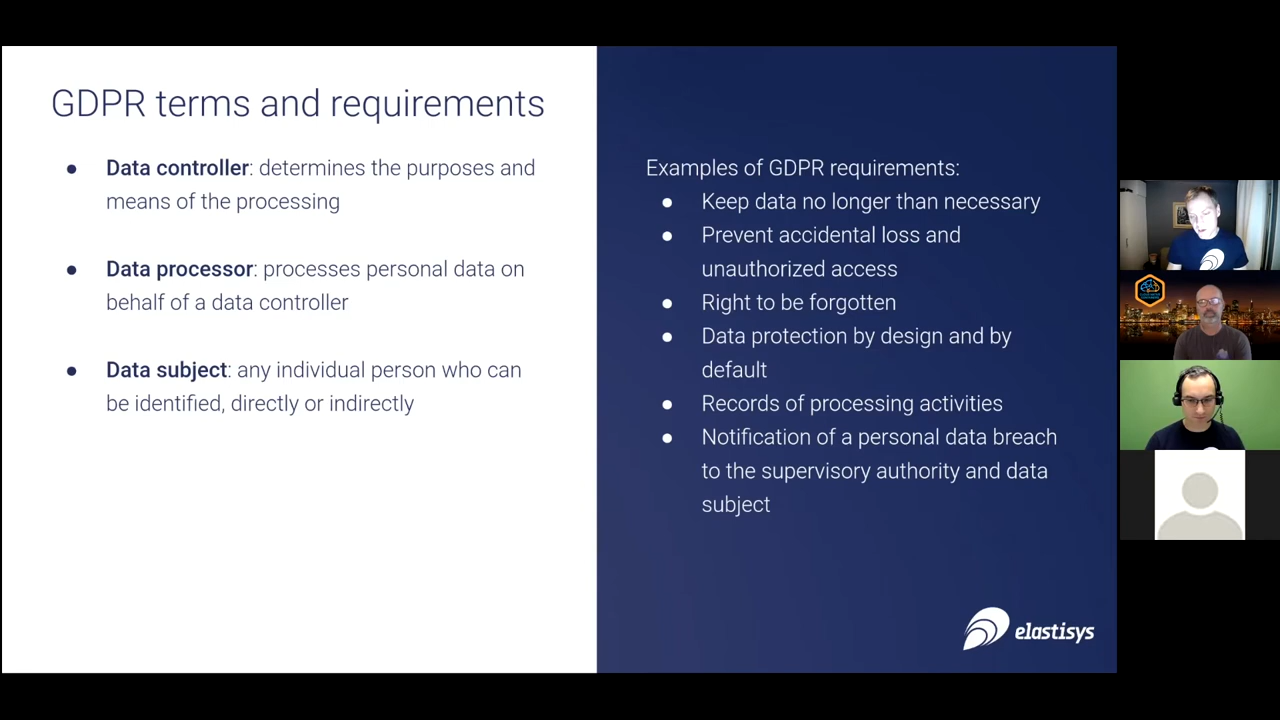 GDPR terms and requirements
● Data controller: determines the purposes and
means of the processing
● Data processor: processes personal data on
behalf of a data controller
● Data subject: any individual person who can
be identified, directly or indirectly
Examples of GDPR requirements:
● Keep data no longer than necessary
● Prevent accidental loss and
unauthorized access
● Right to be forgotten
● Data protection by design and by
default
● Records of processing activities
● Notification of a personal data breach
to the supervisory authority and data
subject
elastisys